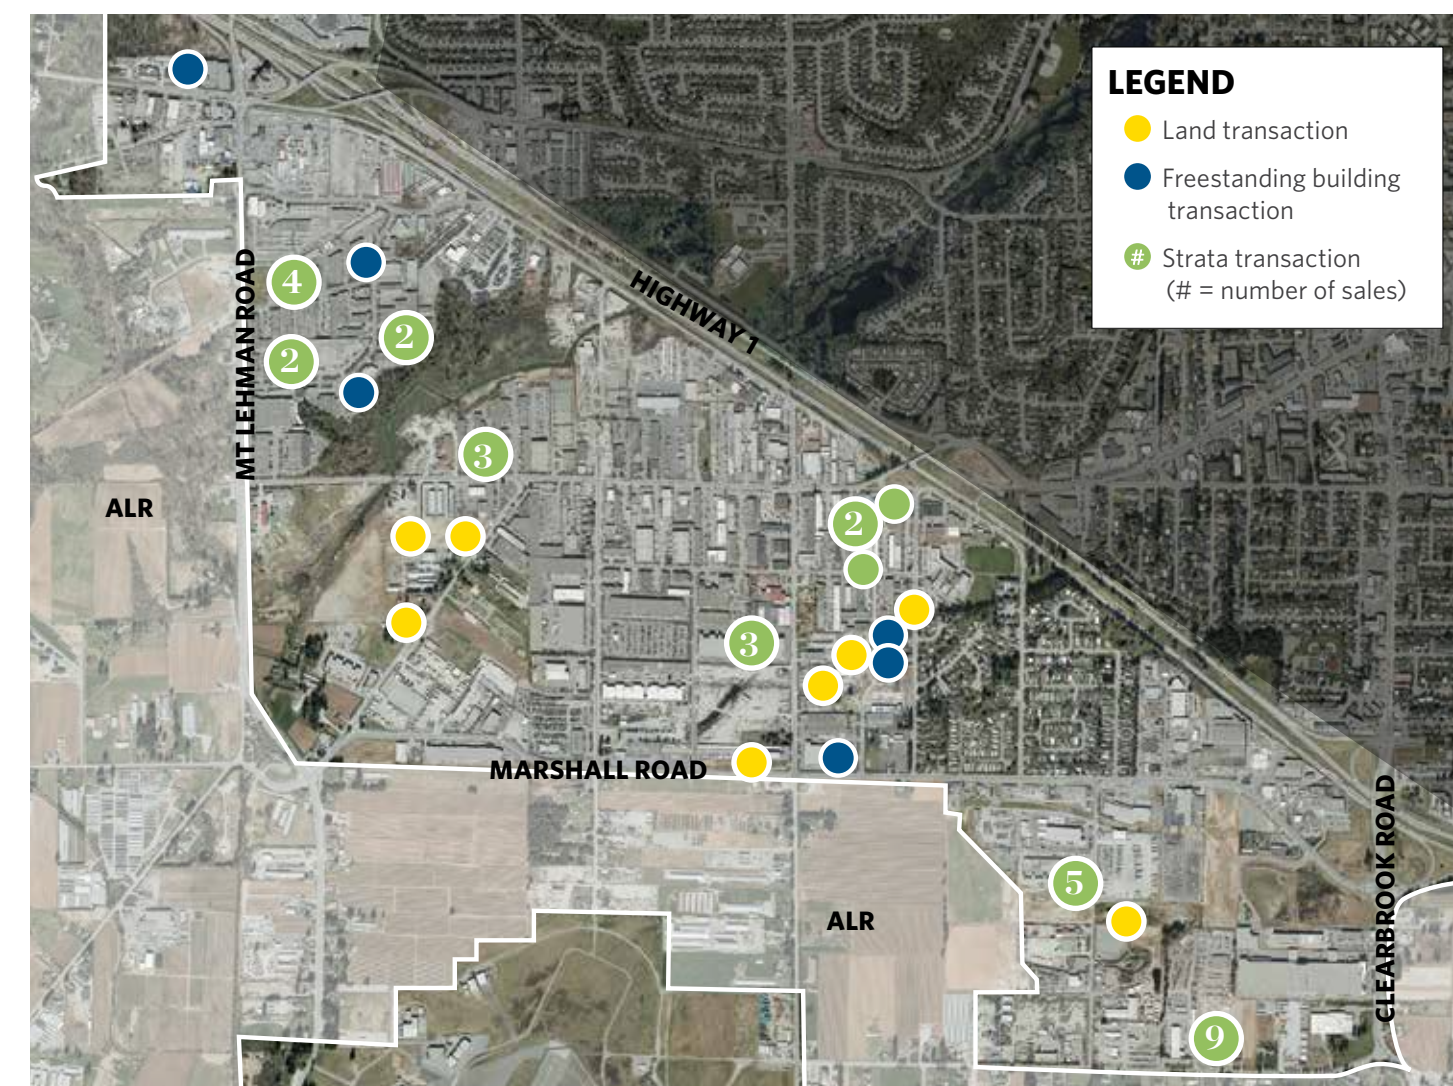 LEGEND
Land transaction
Freestanding building
transaction
# Strata transaction
(# = number of sales)
HIGHWAY 1
MT LEHMAN ROAD
4
2
2
3
ALR
2
3
MARSHALL ROAD
CLEARBROOK ROAD
5
ALR
9